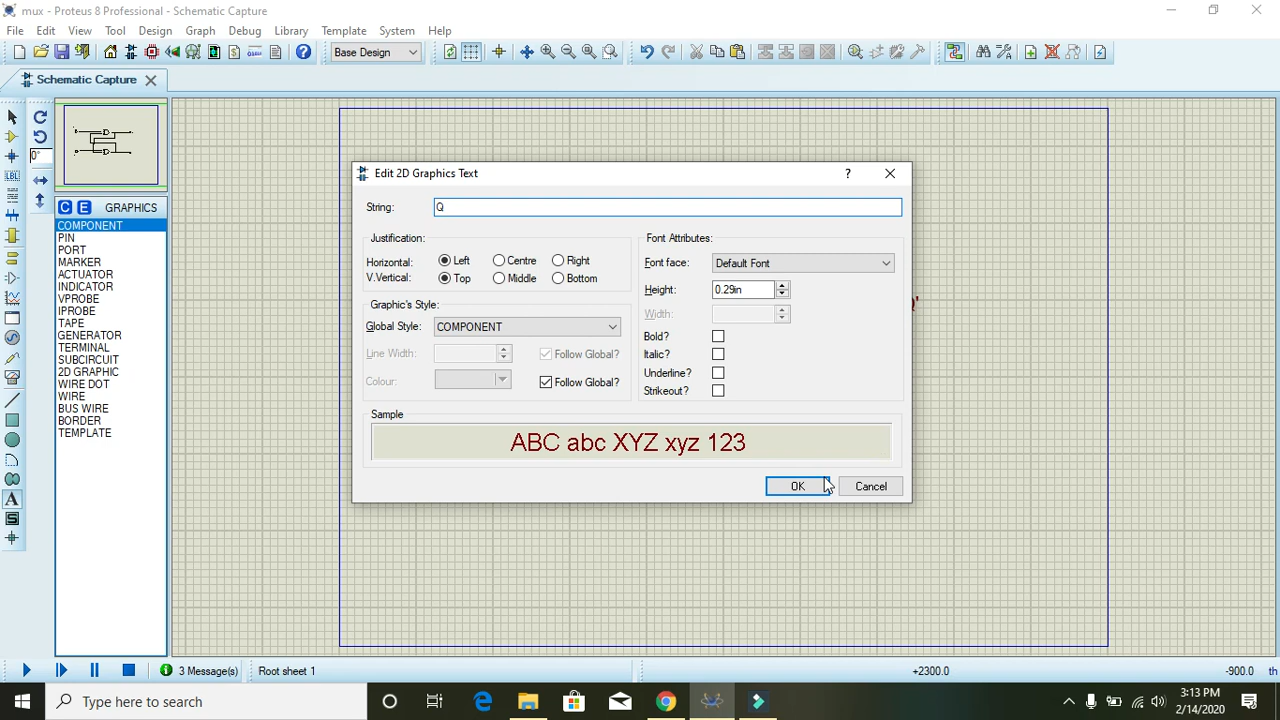 mux - Proteus 8 Professional - Schematic Capture
File Edit View Tool Design Graph Debug Library Template System Help
Base Design
Schematic Capture
0°
LBL
C E GRAPHICS
COMPONENT
PIN
PORT
MARKER
ACTUATOR
INDICATOR
VPROBE
IPROBE
TAPE
GENERATOR
TERMINAL
SUBCIRCUIT
2D GRAPHIC
WIRE DOT
WIRE
BUS WIRE
BORDER
TEMPLATE
A
S
Edit 2D Graphics Text
?
String: Q
Justification:
Horizontal: Left Centre Right
V.Vertical: Top Middle Bottom
Graphic's Style:
Global Style: COMPONENT
Line Width: Follow Global?
Colour: Follow Global?
Font Attributes:
Font face: Default Font
Height: 0.29in
Width:
Bold?
Italic?
Underline?
Strikeout?
Sample
ABC abc XYZ xyz 123
OK Cancel
3 Message(s) Root sheet 1 +2300.0 -900.0 th
Type here to search
3:13 PM
2/14/2020